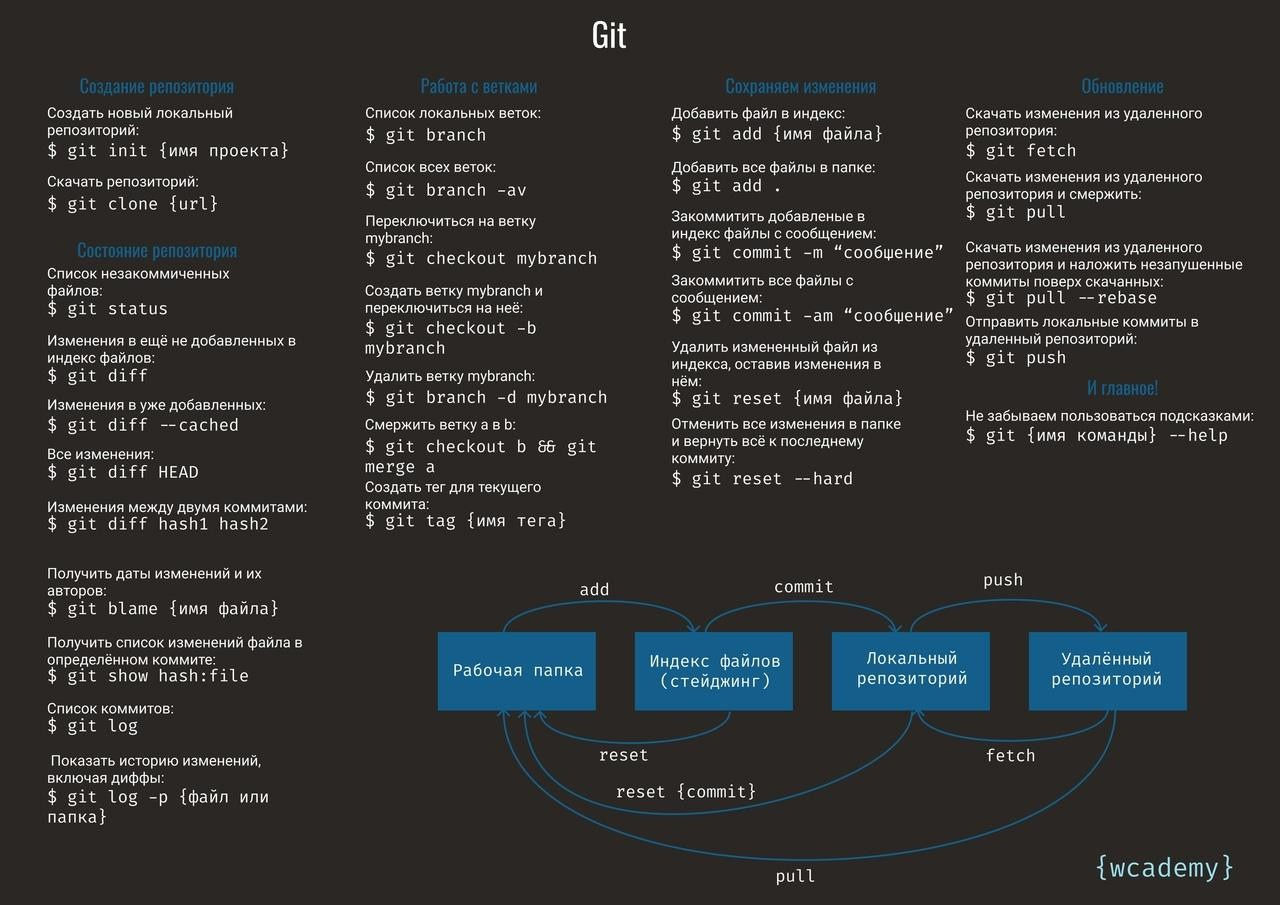 Git
Создание репозитория
Создать новый локальный
репозиторий:
$ git init {имя проекта}
Скачать репозиторий:
$ git clone {url}
Состояние репозитория
Список незакоммиченных
файлов:
$ git status
Изменения в ещё не добавленных в
индекс файлов:
$ git diff
Изменения в уже добавленных:
$ git diff --cached
Все изменения:
$ git diff HEAD
Изменения между двумя коммитами:
$ git diff hash1 hash2
Получить даты изменений и их
авторов:
$ git blame {имя файла}
Получить список изменений файла в
определённом коммите:
$ git show hash:file
Список коммитов:
$ git log
Показать историю изменений,
включая диффы:
$ git log -p {файл или
папка}
Работа с ветками
Список локальных веток:
$ git branch
Список всех веток:
$ git branch -av
Переключиться на ветку
mybranch:
$ git checkout mybranch
Создать ветку mybranch и
переключиться на неё:
$ git checkout -b
mybranch
Удалить ветку mybranch:
$ git branch -d mybranch
Смержить ветку a в b:
$ git checkout b && git
merge a
Создать тег для текущего
коммита:
$ git tag {имя тега}
Сохраняем изменения
Добавить файл в индекс:
$ git add {имя файла}
Добавить все файлы в папке:
$ git add .
Закоммитить добавленые в
индекс файлы с сообщением:
$ git commit -m “сообщение”
Закоммитить все файлы с
сообщением:
$ git commit -am “сообщение”
Удалить измененный файл из
индекса, оставив изменения в
нём:
$ git reset {имя файла}
Отменить все изменения в папке
и вернуть всё к последнему
коммиту:
$ git reset --hard
Обновление
Скачать изменения из удаленного
репозитория:
$ git fetch
Скачать изменения из удаленного
репозитория и смержить:
$ git pull
Скачать изменения из удаленного
репозитория и наложить незапушенные
коммиты поверх скачанных:
$ git pull --rebase
Отправить локальные коммиты в
удаленный репозиторий:
$ git push
И главное!
Не забываем пользоваться подсказками:
$ git {имя команды} --help
add
commit
push
Рабочая папка
Индекс файлов
(стейджинг)
Локальный
репозиторий
Удалённый
репозиторий
reset
fetch
reset {commit}
pull
{wcademy}